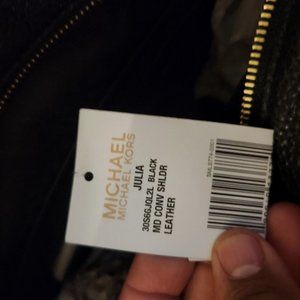 MICHAEL
MICHAEL KORS
JULIA
30S6GJOL2L BLACK
MD CONV SHLDR
LEATHER